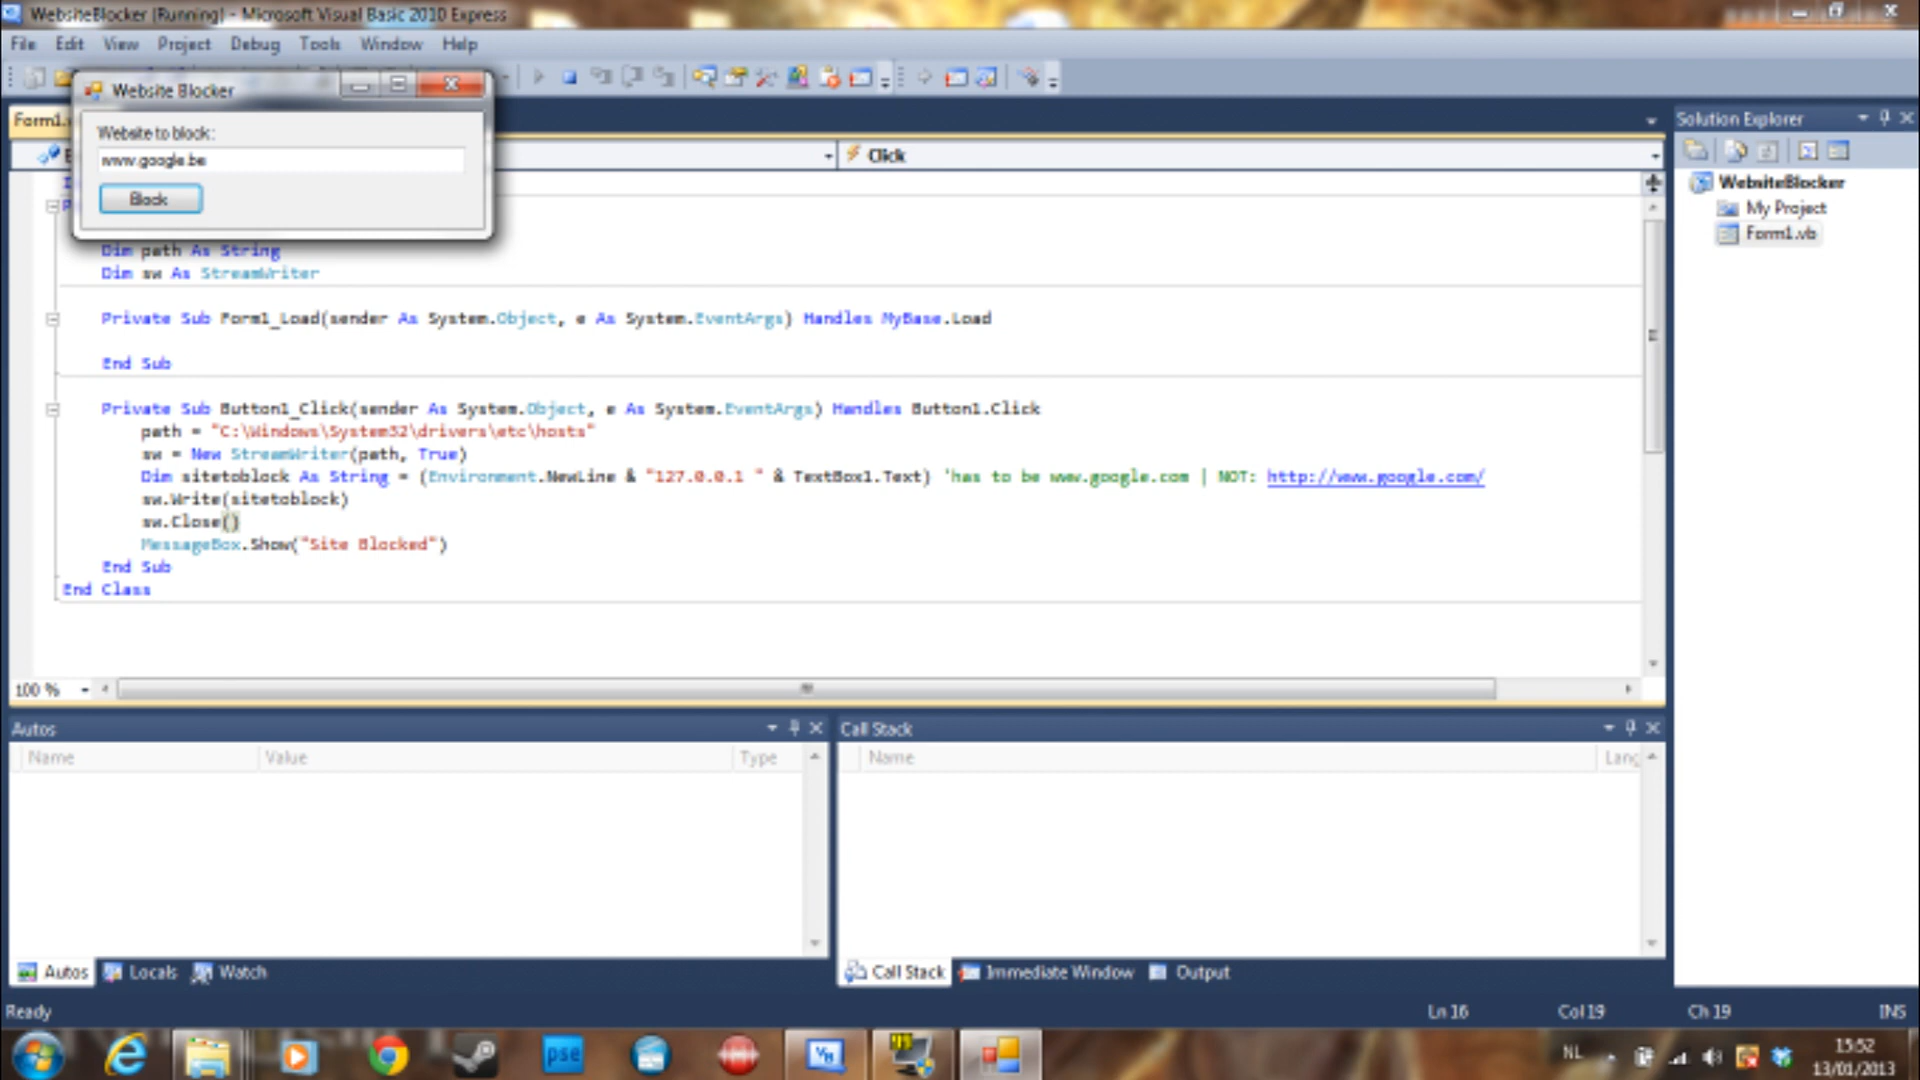 WebsiteBlocker (Running) - Microsoft Visual Basic 2010 Express
File Edit View Project Debug Tools Window Help
Website Blocker
Website to block:
www.google.be
Block
Form1.
Click
Dim path As String
Dim sw As StreamWriter
Private Sub Form1_Load(sender As System.Object, e As System.EventArgs) Handles MyBase.Load
End Sub
Private Sub Button1_Click(sender As System.Object, e As System.EventArgs) Handles Button1.Click
path = "C:\Windows\System32\drivers\etc\hosts"
sw = New StreamWriter(path, True)
Dim sitetoblock As String = (Environment.NewLine & "127.0.0.1 " & TextBox1.Text) 'has to be www.google.com | NOT: http://www.google.com/
sw.Write(sitetoblock)
sw.Close()
MessageBox.Show("Site Blocked")
End Sub
End Class
100 %
Solution Explorer
WebsiteBlocker
My Project
Form1.vb
Autos
Name Value Type
Autos Locals Watch
Call Stack
Name Lang
Call Stack Immediate Window Output
Ready Ln 16 Col 19 Ch 19 INS
pse
VB
NL
15:52
13/01/2013